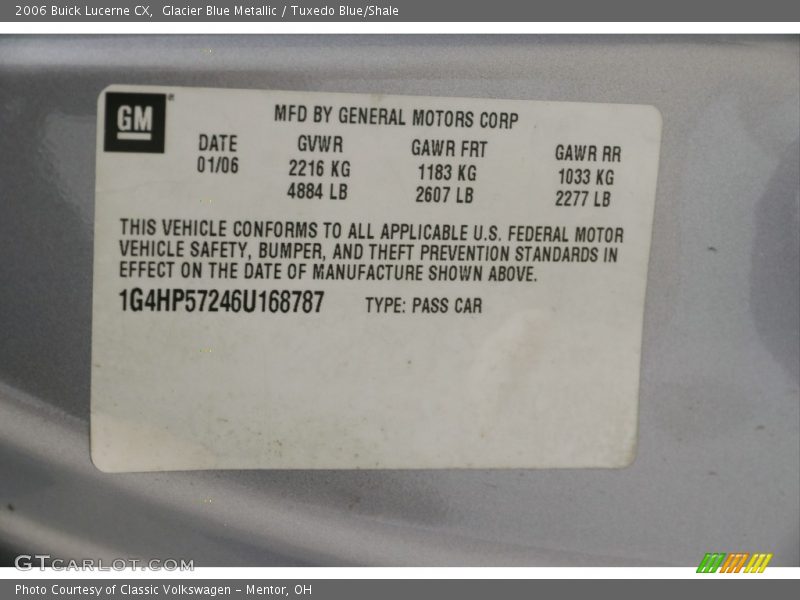 2006 Buick Lucerne CX,  Glacier Blue Metallic / Tuxedo Blue/Shale
GM
MFD BY GENERAL MOTORS CORP
DATE GVWR GAWR FRT GAWR RR
01/06 2216 KG 1183 KG 1033 KG
4884 LB 2607 LB 2277 LB
THIS VEHICLE CONFORMS TO ALL APPLICABLE U.S. FEDERAL MOTOR
VEHICLE SAFETY, BUMPER, AND THEFT PREVENTION STANDARDS IN
EFFECT ON THE DATE OF MANUFACTURE SHOWN ABOVE.
1G4HP57246U168787 TYPE: PASS CAR
GTCARLOT.COM
Photo Courtesy of Classic Volkswagen - Mentor, OH